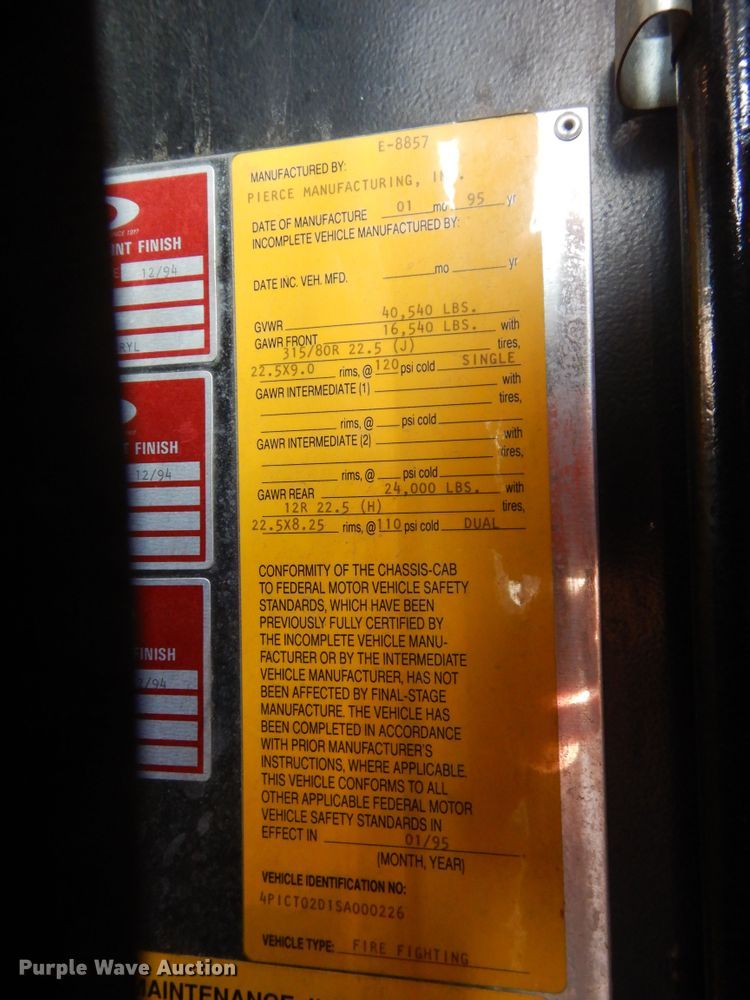 E-8857
MANUFACTURED BY:
PIERCE MANUFACTURING,
DATE OF MANUFACTURE 01 mo 95 yr
INCOMPLETE VEHICLE MANUFACTURED BY:
DATE INC. VEH. MFD. mo yr
GVWR 40,540 LBS.
GAWR FRONT 16,540 LBS. with
315/80R 22.5 (J) tires,
22.5X9.0 rims, @ 120 psi cold SINGLE
GAWR INTERMEDIATE (1) with
tires,
rims, @ psi cold
GAWR INTERMEDIATE (2) with
tires,
rims, @ psi cold
GAWR REAR 24,000 LBS. with
12R 22.5 (H) tires,
22.5X8.25 rims, @ 110 psi cold DUAL
CONFORMITY OF THE CHASSIS-CAB
TO FEDERAL MOTOR VEHICLE SAFETY
STANDARDS, WHICH HAVE BEEN
PREVIOUSLY FULLY CERTIFIED BY
THE INCOMPLETE VEHICLE MANU-
FACTURER OR BY THE INTERMEDIATE
VEHICLE MANUFACTURER, HAS NOT
BEEN AFFECTED BY FINAL-STAGE
MANUFACTURE. THE VEHICLE HAS
BEEN COMPLETED IN ACCORDANCE
WITH PRIOR MANUFACTURER'S
INSTRUCTIONS, WHERE APPLICABLE.
THIS VEHICLE CONFORMS TO ALL
OTHER APPLICABLE FEDERAL MOTOR
VEHICLE SAFETY STANDARDS IN
EFFECT IN 01/95
(MONTH, YEAR)
VEHICLE IDENTIFICATION NO:
4PICT02D1SA000226
VEHICLE TYPE: FIRE FIGHTING
INT FINISH
E 12/94
RYL
FINISH
12/94
FINISH
2/94
MAINTENANCE
Purple Wave Auction